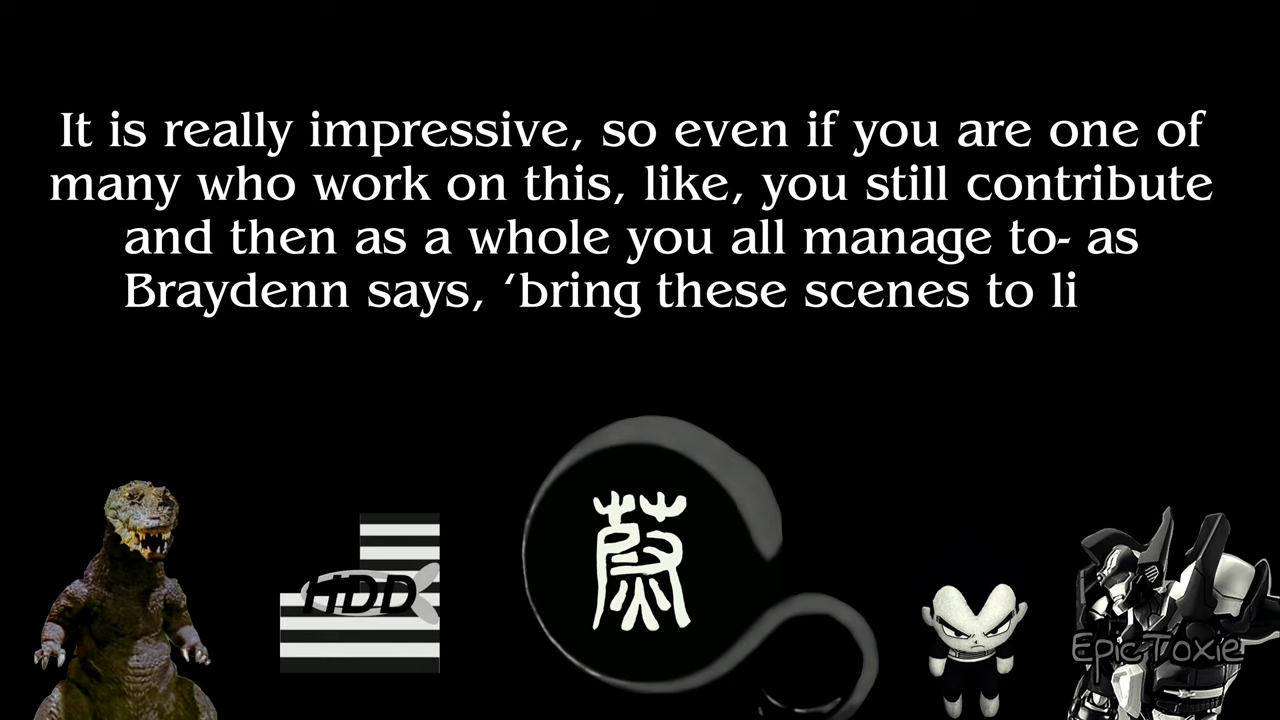 It is really impressive, so even if you are one of
many who work on this, like, you still contribute
and then as a whole you all manage to- as
Braydenn says, ‘bring these scenes to li
HDD
蔚
EpicToxie